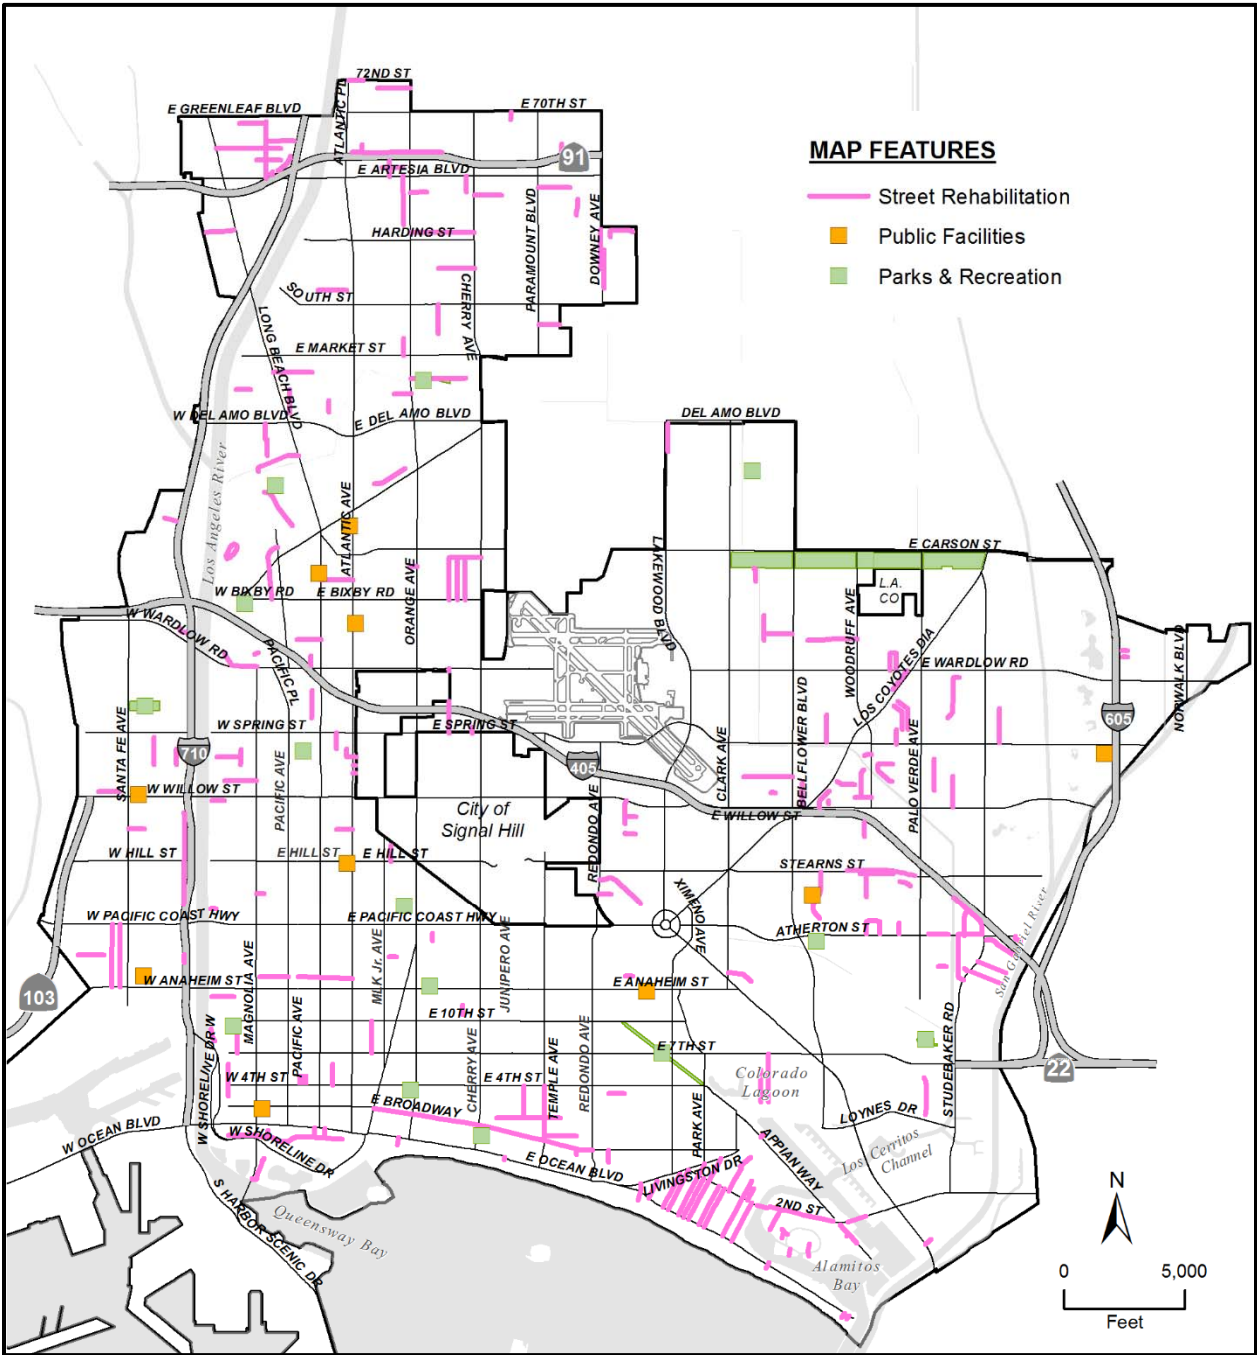 72ND ST
E GREENLEAF BLVD
ATLANTIC PL
E 70TH ST
91
E ARTESIA BLVD
MAP FEATURES
Street Rehabilitation
Public Facilities
Parks & Recreation
HARDING ST
PARAMOUNT BLVD
DOWNEY AVE
SOUTH ST
CHERRY AVE
LONG BEACH BLVD
E MARKET ST
W DEL AMO BLVD
E DEL AMO BLVD
DEL AMO BLVD
Los Angeles River
ATLANTIC AVE
ORANGE AVE
LAKEWOOD BLVD
E CARSON ST
L.A.
CO
W BIXBY RD
E BIXBY RD
WOODRUFF AVE
W WARDLOW RD
PACIFIC PL
LOS COYOTES DIA
E WARDLOW RD
NORWALK BLVD
SANTA FE AVE
W SPRING ST
E SPRING ST
BELLFLOWER BLVD
605
710
405
CLARK AVE
PALO VERDE AVE
W WILLOW ST
PACIFIC AVE
City of
Signal Hill
REDONDO AVE
E WILLOW ST
W HILL ST
E HILL ST
E HILL ST
STEARNS ST
XIMENO AVE
W PACIFIC COAST HWY
E PACIFIC COAST HWY
ATHERTON ST
San Gabriel River
MAGNOLIA AVE
MLK Jr. AVE
JUNIPERO AVE
103
W ANAHEIM ST
E ANAHEIM ST
E 10TH ST
PACIFIC AVE
W SHORELINE DR W
CHERRY AVE
TEMPLE AVE
REDONDO AVE
E 7TH ST
STUDEBAKER RD
22
W 4TH ST
E 4TH ST
Colorado
Lagoon
E BROADWAY
PARK AVE
LOYNES DR
W OCEAN BLVD
W SHORELINE DR
E OCEAN BLVD
LIVINGSTON DR
APPIAN WAY
Los Cerritos
Channel
S HARBOR SCENIC DR
Queensway Bay
2ND ST
Alamitos
Bay
N
0 5,000
Feet